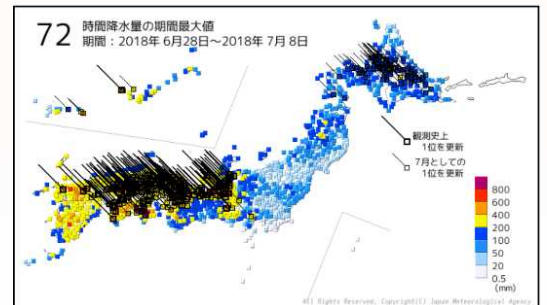 72 時間降水量の期間最大値
期間:2018年 6月28日〜2018年 7月 8日
観測史上
1位を更新
7月としての
1位を更新
800
600
400
200
100
50
20
0.5
(mm)
All Rights Reserved, Copyright(C) Japan Meteorological Agency